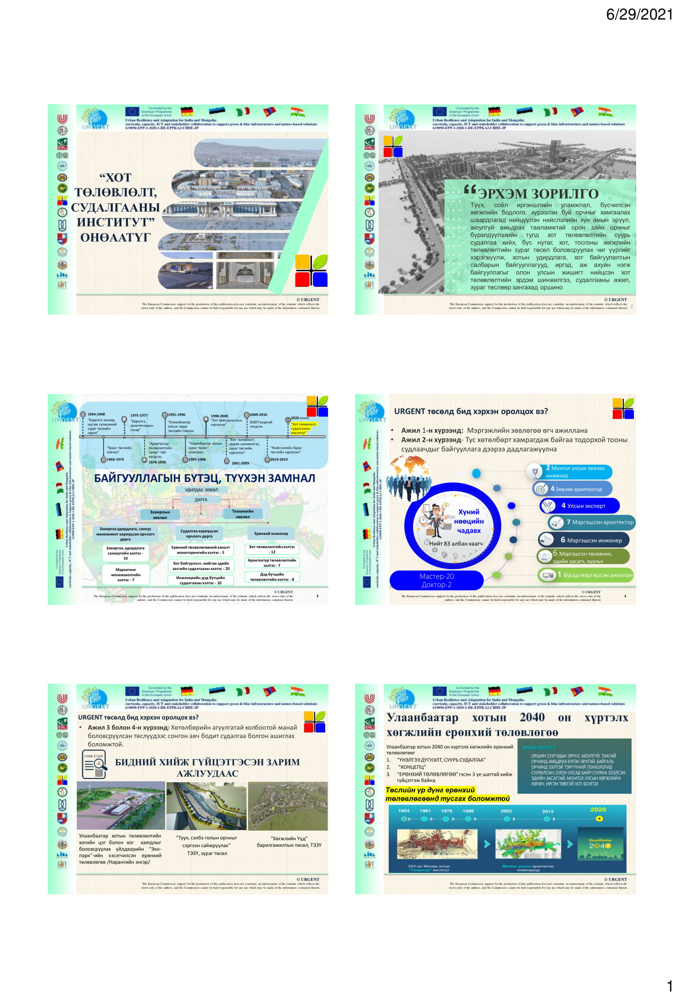 6/29/2021
URGENT
Co-funded by the
Erasmus+ Programme
of the European Union
Urban Resilience and Adaptation for India and Mongolia:
curricula, capacity, ICT and stakeholder collaboration to support green & blue infrastructure and nature-based solutions
619050-EPP-1-2020-1-DE-EPPKA2-CBHE-JP
“ХОТ
ТӨЛӨВЛӨЛТ,
СУДАЛГААНЫ
ИНСТИТУТ”
ОНӨААТҮГ
© URGENT
The European Commission support for the production of this publication does not constitute an endorsement of the contents which reflects the
views only of the authors, and the Commission cannot be held responsible for any use which may be made of the information contained therein
URGENT
Co-funded by the
Erasmus+ Programme
of the European Union
Urban Resilience and Adaptation for India and Mongolia:
curricula, capacity, ICT and stakeholder collaboration to support green & blue infrastructure and nature-based solutions
619050-EPP-1-2020-1-DE-EPPKA2-CBHE-JP
“ЭРХЭМ ЗОРИЛГО
Түүх, соёл иргэншлийн уламжлал, бүсчилсэн
хөгжлийн бодлого, хүрээлэн буй орчныг хамгаалах
шаардлагад нийцүүлэн нийслэлийн хүн амын эрүүл,
аюулгүй амьдрах тааламжтай орон зайн орчныг
бүрэлдүүлэхийн тулд хот төлөвлөлтийн суурь
судалгаа хийх, бүс нутаг, хот, тосгоны хөгжлийн
төлөвлөлтийн зураг төсөл боловсруулах чиг үүргийг
хэрэгжүүлж, хотын удирдлага, хот байгуулалтын
салбарын байгууллагууд, иргэд, аж ахуйн нэгж
байгууллагыг олон улсын жишигт нийцсэн хот
төлөвлөлтийн эрдэм шинжилгээ, судалгааны ажил,
зураг төслөөр хангахад оршино
© URGENT
The European Commission support for the production of this publication does not constitute an endorsement of the contents which reflects the
views only of the authors, and the Commission cannot be held responsible for any use which may be made of the information contained therein
2
URGENT
1964-1968
“Барилга засвар,
шугам сүлжээний
зураг төсвийн
групп”
1975-1977
“Барилга,
архитектурын
газар”
1991-1996
“Улаанбаатар
хотын зураг
төслийн товчоо
1998-2000
“Хот байгуулалтын
хүрээлэн”
2009-2010
БХБТГазартай
нэгдсэн
2020 оноос
“Хот төлөвлөлт,
судалгааны
институт”
“Зураг төслийн
товчоо”
1968-1974
“Архитектур
төлөвлөлтийн
газар”-тай
нэгдсэн.
1978-1990
“Улаанбаатар хотын
зураг төсөл”
компани
1997-1998
“Хот төлөвлөлт,
эрдэм шинжилгээ,
зураг төслийн
хүрээлэн”
2001-2009
“Нийслэлийн Зураг
төслийн хүрээлэн”
2010-2019
БАЙГУУЛЛАГЫН БҮТЭЦ, ТҮҮХЭН ЗАМНАЛ
УДИРДАХ ЗӨВӨЛ
ДАРГА
Захирлын
зөвлөл
Техникийн
зөвлөл
Захиргаа удирдлага, санхүү
менежмент хариуцсан орчлогч
дарга
Судалгаа хариуцсан
орчлогч дарга
Ерөнхий инженер
Захиргаа, удирдлага
санхүүгийн хэлтэс -
10
Маркетинг
менежментийн
хэлтэс - 7
Ерөнхий төлөвлөгөөний хяналт
мониторингийн хэлтэс - 5
Хот байгуулалт, нийгэм эдийн
засгийн судалгааны хэлтэс - 20
Инженерийн дэд бүтцийн
судалгааны хэлтэс - 10
Хот төлөвлөлтийн хэлтэс
- 12
Архитектур төлөвлөлтийн
хэлтэс - 7
Дэд бүтцийн
төлөвлөлтийн хэлтэс - 8
© URGENT
The European Commission support for the production of this publication does not constitute an endorsement of the contents which reflects the views only of the
authors, and the Commission cannot be held responsible for any use which may be made of the information contained therein
3
URGENT
URGENT төсөлд бид хэрхэн оролцох вэ?
• Ажил 1-н хүрээнд: Мэргэжлийн зөвлөгөө өгч ажиллана
• Ажил 2-н хүрээнд- Тус хөтөлбөрт хамрагдаж байгаа тодорхой тооны
судлаачдыг байгууллага дээрээ дадлагажуулна
Хүний
нөөцийн
чадавх
Нийт 83 албан хаагч
Мастер-20
Доктор-2
2 Монгол улсын зөвлөх
инженер
4 Зөвлөх архитектор
4 Улсын эксперт
7 Мэргэшсэн архитектор
6 Мэргэшсэн инженер
6 Мэргэшсэн төсөвчин,
эдийн засагч, хуульч
1 Бусад мэргэшсэн ажилтан
© URGENT
The European Commission support for the production of this publication does not constitute an endorsement of the contents which reflects the views only of the
authors, and the Commission cannot be held responsible for any use which may be made of the information contained therein
4
URGENT
Co-funded by the
Erasmus+ Programme
of the European Union
Urban Resilience and Adaptation for India and Mongolia:
curricula, capacity, ICT and stakeholder collaboration to support green & blue infrastructure and nature-based solutions
619050-EPP-1-2020-1-DE-EPPKA2-CBHE-JP
URGENT төсөлд бид хэрхэн оролцох вэ?
• Ажил 3 болон 4-н хүрээнд: Хөтөлбөрийн агуулгатай холбоотой манай
боловсруулсан төслүүдээс сонгон авч бодит судалгаа болгон ашиглах
боломжтой.
CASE STUDY
БИДНИЙ ХИЙЖ ГҮЙЦЭТГЭСЭН ЗАРИМ
АЖЛУУДААС
Улаанбаатар хотын төлөвлөлтийн
хогийн цэг болон хог хаягдлыг
боловсруулах үйлдвэрийн “Эко-
парк”-ийн хэсэгчилсэн ерөнхий
төлөвлөгөө /Нарангийн энгэр/
“Туул, сэлбэ голын орчныг
сэргээн сайжруулах”
ТЭЗҮ, зураг төсөл
“Хөгжлийн Үүд”
барилгажилтын төсөл, ТЭЗҮ
© URGENT
The European Commission support for the production of this publication does not constitute an endorsement of the contents which reflects the
views only of the authors, and the Commission cannot be held responsible for any use which may be made of the information contained therein
URGENT
Co-funded by the
Erasmus+ Programme
of the European Union
Urban Resilience and Adaptation for India and Mongolia:
curricula, capacity, ICT and stakeholder collaboration to support green & blue infrastructure and nature-based solutions
619050-EPP-1-2020-1-DE-EPPKA2-CBHE-JP
Улаанбаатар хотын 2040 он хүртэлх
хөгжлийн ерөнхий төлөвлөгөө
Улаанбаатар хотын 2040 он хүртэлх хөгжлийн ерөнхий
төлөвлөгөөг
1. “ҮНЭЛГЭЭ ДҮГНЭЛТ, СУУРЬ СУДАЛГАА”
2. “КОНЦЕПЦ”
3. “ЕРӨНХИЙ ТӨЛӨВЛӨГӨӨ” гэсэн 3 үе шаттай хийж
гүйцэтгэж байна.
Төслийн үр дүнг ерөнхий
төлөвлөгөөнд тусгах боломжтой
ЭРХЭМ ЗОРИЛГО
ОРШИН СУУГЧДЫН ЭРҮҮЛ, АЮУЛГҮЙ, ТААТАЙ
ОРЧИНД АМЬДРАХ БҮРЭН ЭРХТЭЙ, БАЙГАЛЬ
ОРЧИНД ЭЭЛТЭЙ ТЭРГҮҮНИЙ ТЕХНОЛОГИД
СУУРИЛСАН, ОЛОН УЛСАД БАЙР СУУРИА ЭЗЭЛСЭН
ЭДИЙН ЗАСАГТАЙ, МОНГОЛ УЛСЫН ХӨГЖЛИЙН
ХӨТӨЧ, ИРГЭН ТӨВТЭЙ ХОТ БОЛГОХ
1954 1961 1976 1986 2002 2013 2020
Улаанбаатар
2040
ЗХУ-ын Москва хотын
“Гипрогор” институт
Монгол улсын архитектор,
инженерүүд
© URGENT
The European Commission support for the production of this publication does not constitute an endorsement of the contents which reflects the
views only of the authors, and the Commission cannot be held responsible for any use which may be made of the information contained therein
1